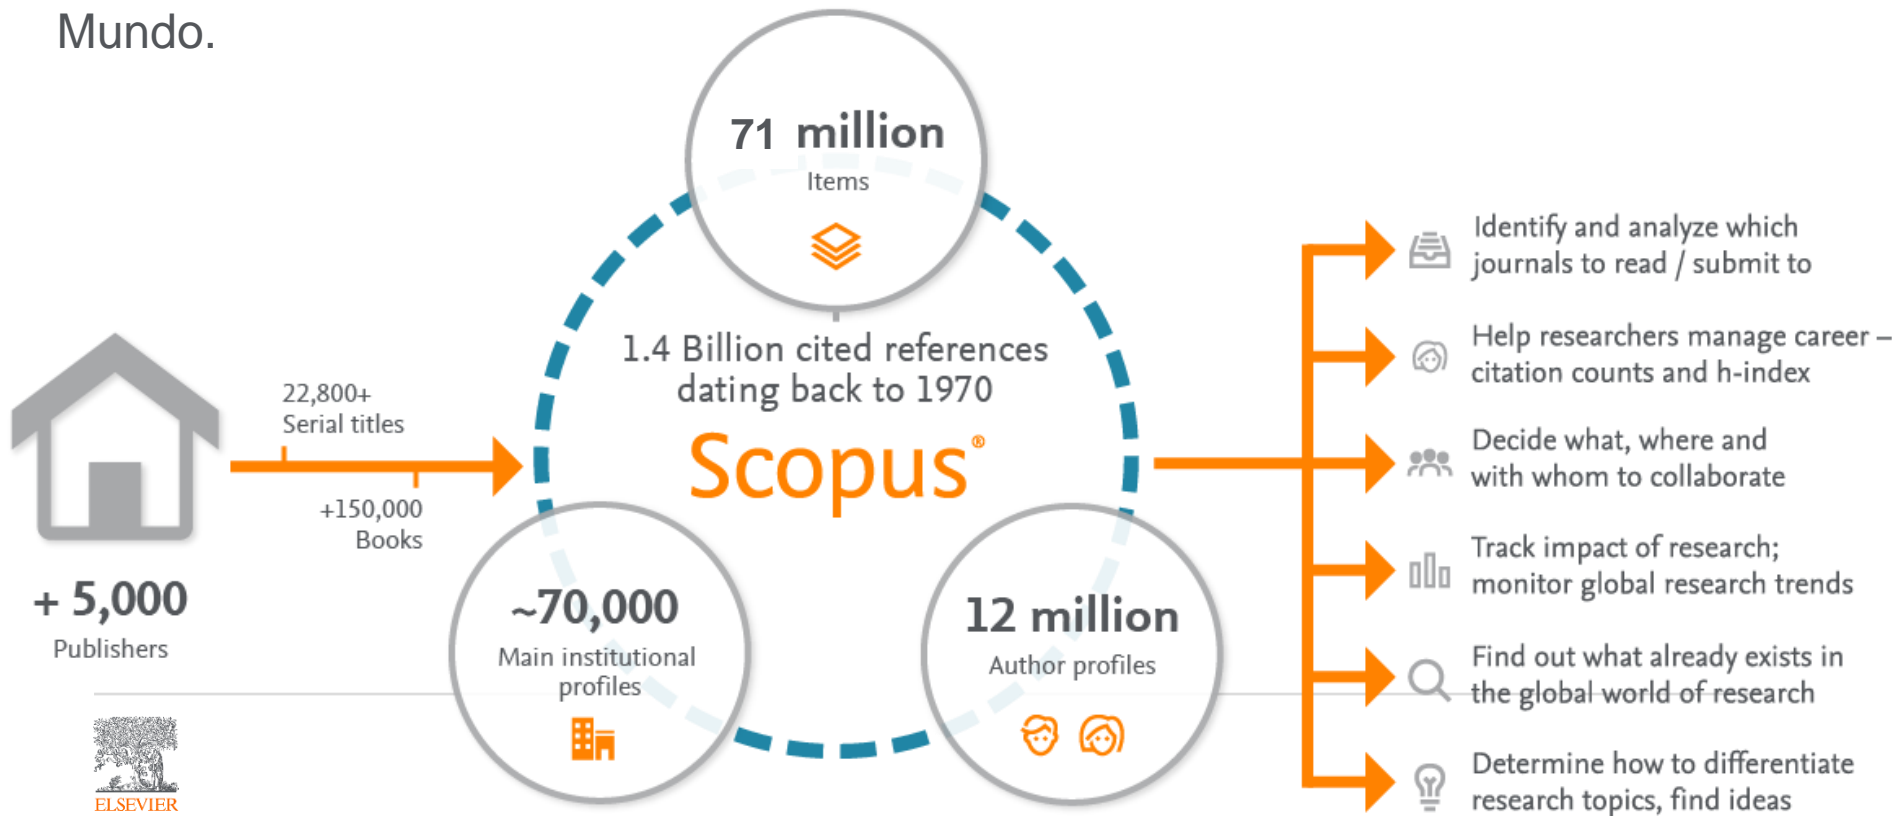 Mundo.
71 million
Items
1.4 Billion cited references
dating back to 1970
Scopus®
22,800+
Serial titles
+150,000
Books
+ 5,000
Publishers
~70,000
Main institutional
profiles
12 million
Author profiles
Identify and analyze which
journals to read / submit to
Help researchers manage career –
citation counts and h-index
Decide what, where and
with whom to collaborate
Track impact of research;
monitor global research trends
Find out what already exists in
the global world of research
Determine how to differentiate
research topics, find ideas
ELSEVIER